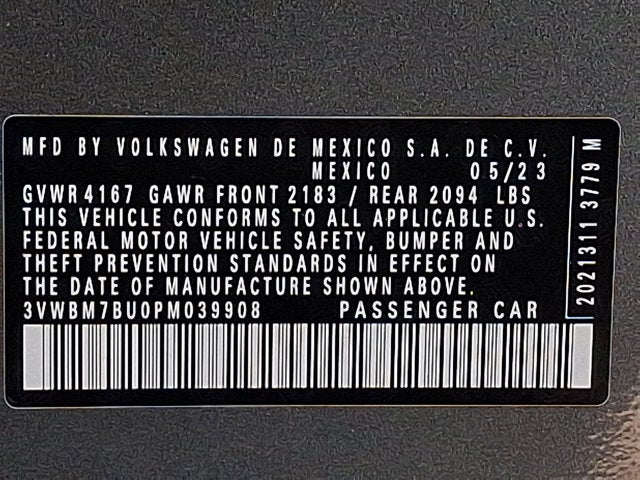 MFD BY VOLKSWAGEN DE MEXICO S.A. DE C.V.
MEXICO 05/23
GVWR 4167 GAWR FRONT 2183 / REAR 2094 LBS
THIS VEHICLE CONFORMS TO ALL APPLICABLE U.S.
FEDERAL MOTOR VEHICLE SAFETY, BUMPER AND
THEFT PREVENTION STANDARDS IN EFFECT ON
THE DATE OF MANUFACTURE SHOWN ABOVE.
3VWBM7BU0PM039908 PASSENGER CAR
2021311 3779 M